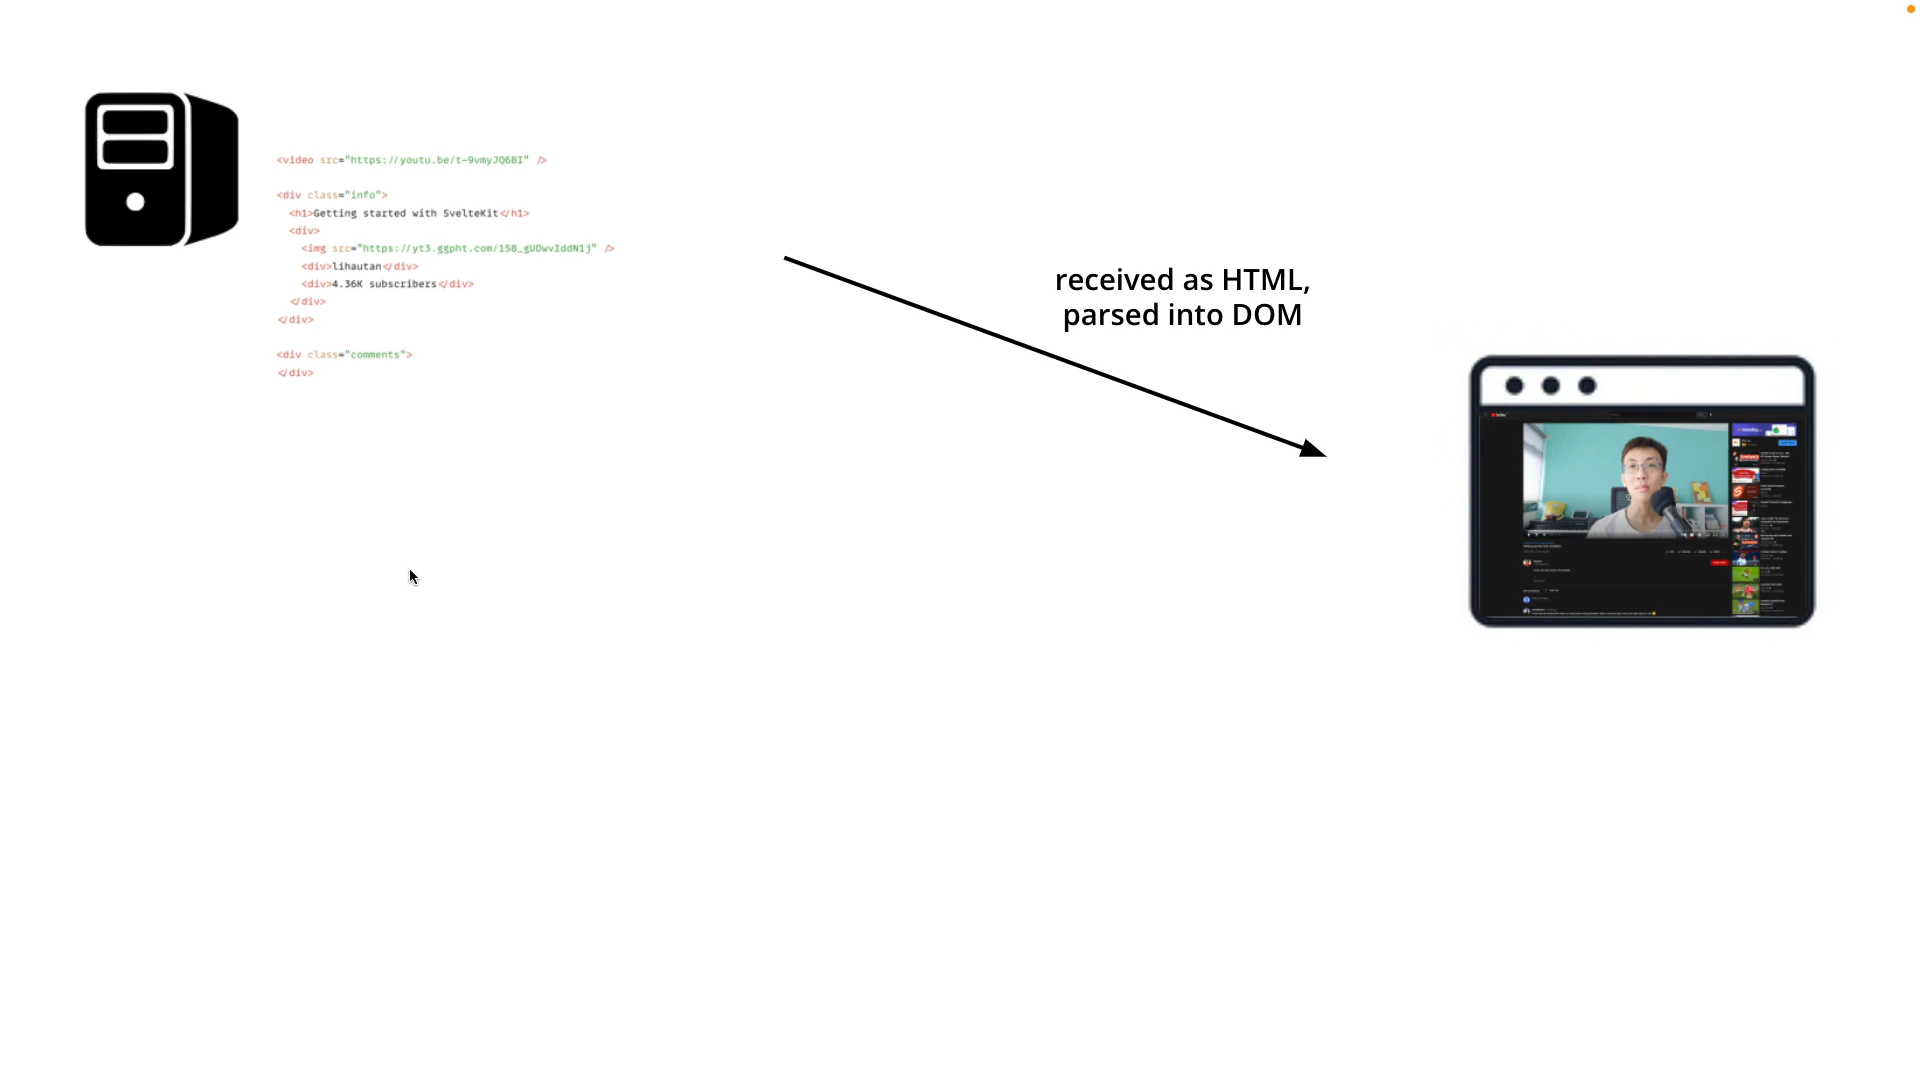 <video src="https://youtu.be/t-9vmyJQ6BI" />
<div class="info">
<h1>Getting started with SvelteKit</h1>
<div>
<img src="https://yt3.ggpht.com/158_gUDwvIddN1j" />
<div>lihautan</div>
<div>4.36K subscribers</div>
</div>
</div>
<div class="comments">
</div>
received as HTML,
parsed into DOM